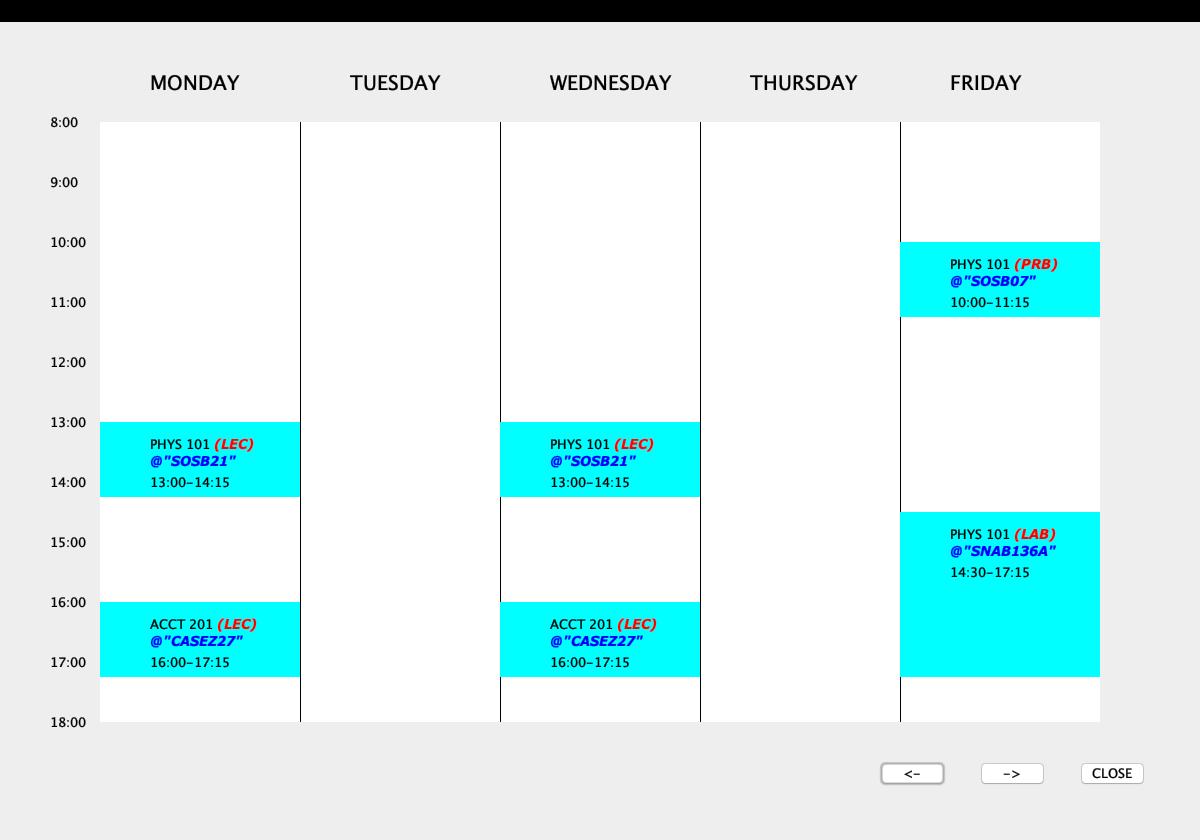 MONDAY TUESDAY WEDNESDAY THURSDAY FRIDAY
8:00
9:00
10:00
PHYS 101 (PRB)
@"SOSB07"
11:00
10:00-11:15
12:00
13:00
PHYS 101 (LEC)
@"SOSB21"
13:00-14:15
PHYS 101 (LEC)
@"SOSB21"
13:00-14:15
14:00
PHYS 101 (LAB)
@"SNAB136A"
14:30-17:15
15:00
16:00
ACCT 201 (LEC)
@"CASEZ27"
16:00-17:15
ACCT 201 (LEC)
@"CASEZ27"
16:00-17:15
17:00
18:00
<- -> CLOSE